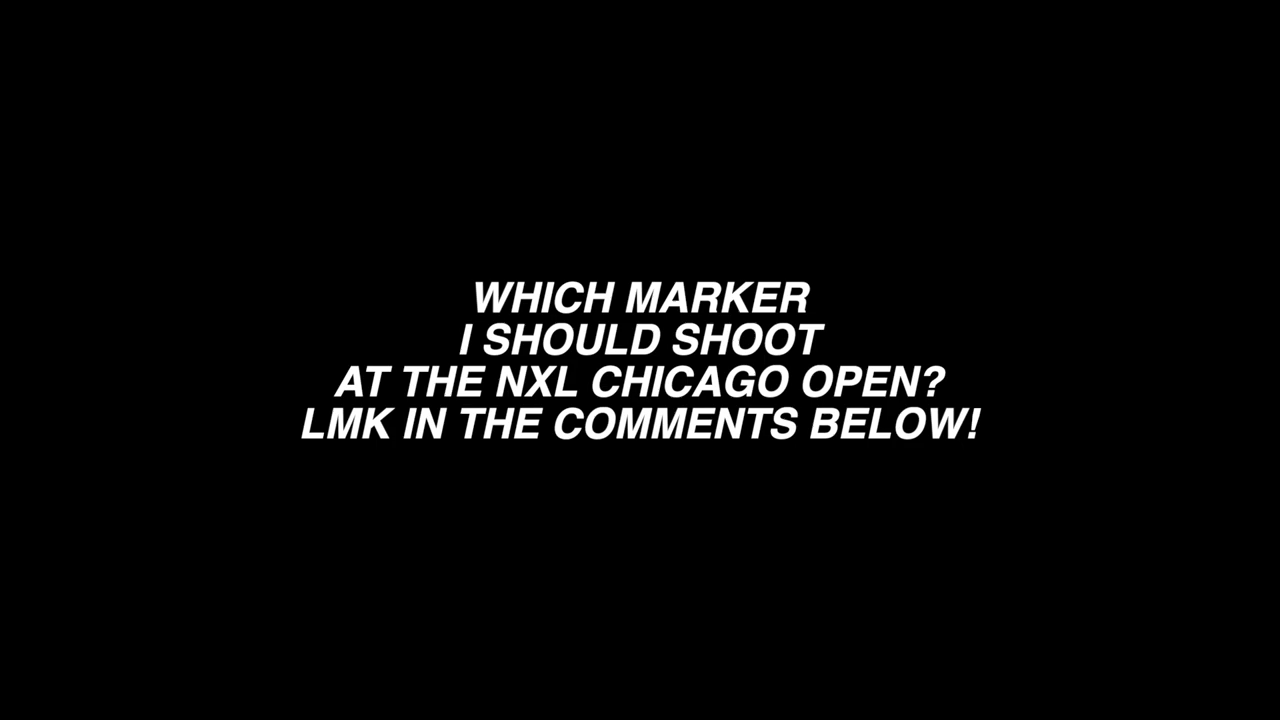 WHICH MARKER
I SHOULD SHOOT
AT THE NXL CHICAGO OPEN?
LMK IN THE COMMENTS BELOW!